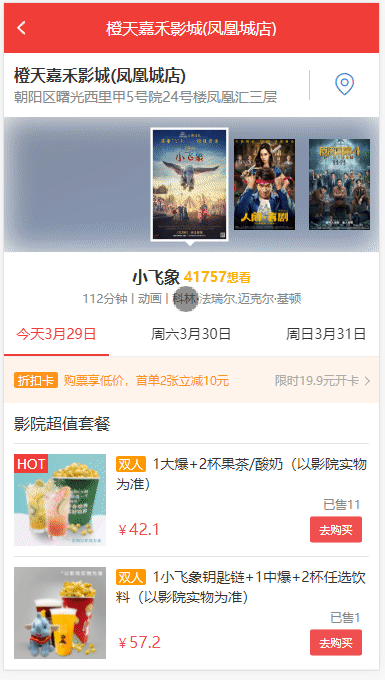 橙天嘉禾影城(凤凰城店)
橙天嘉禾影城(凤凰城店)
朝阳区曙光西里甲5号院24号楼凤凰汇三层
小飞象
人间·喜剧
小飞象 41757想看
112分钟 | 动画 | 科林·法瑞尔,迈克尔·基顿
今天3月29日
周六3月30日
周日3月31日
折扣卡 购票享低价，首单2张立减10元 限时19.9元开卡
影院超值套餐
HOT
双人 1大爆+2杯果茶/酸奶（以影院实物
为准）
已售11
￥42.1
去购买
双人 1小飞象钥匙链+1中爆+2杯任选饮
料（以影院实物为准）
已售1
￥57.2
去购买